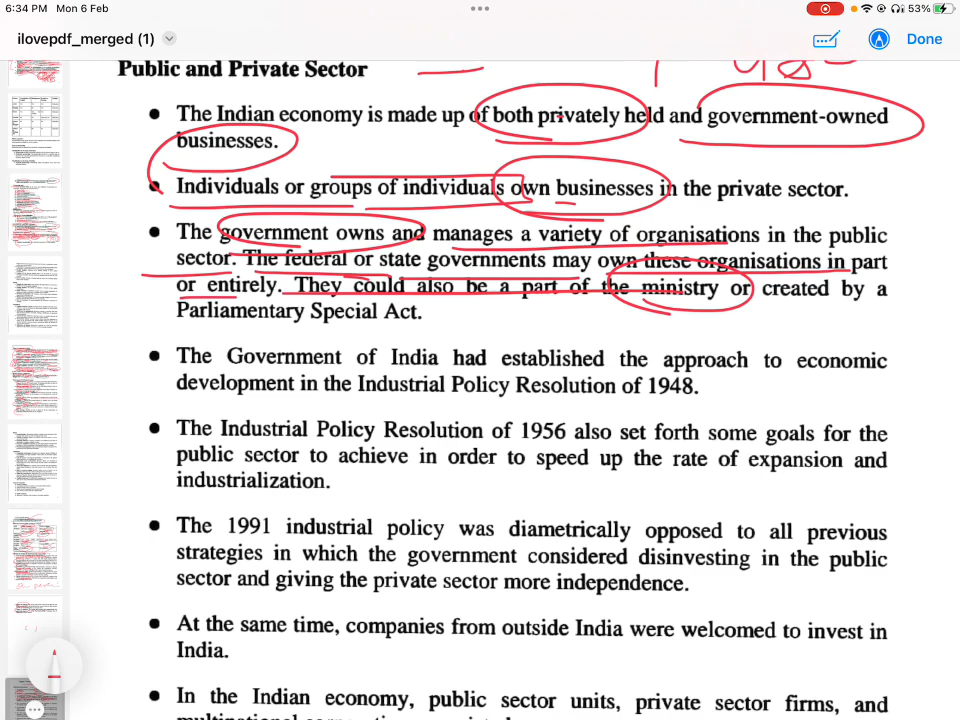 6:34 PM Mon 6 Feb
53%
ilovepdf_merged (1)
Done
Public and Private Sector
• The Indian economy is made up of both privately held and government-owned
businesses.
• Individuals or groups of individuals own businesses in the private sector.
• The government owns and manages a variety of organisations in the public
sector. The federal or state governments may own these organisations in part
or entirely. They could also be a part of the ministry or created by a
Parliamentary Special Act.
• The Government of India had established the approach to economic
development in the Industrial Policy Resolution of 1948.
• The Industrial Policy Resolution of 1956 also set forth some goals for the
public sector to achieve in order to speed up the rate of expansion and
industrialization.
• The 1991 industrial policy was diametrically opposed to all previous
strategies in which the government considered disinvesting in the public
sector and giving the private sector more independence.
• At the same time, companies from outside India were welcomed to invest in
India.
• In the Indian economy, public sector units, private sector firms, and